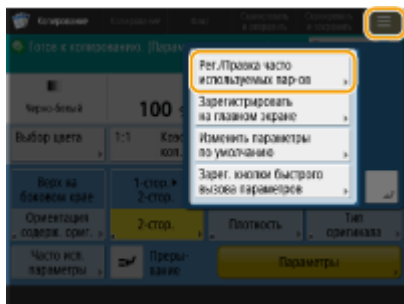 Копирование
Готов к копированию. (Парам
Рег./Правка часто
используемых пар-ов
Зарегистрировать
на главном экране
Изменить параметры
по умолчанию
Зарег. кнопки быстрого
вызова параметров
Черно-белый
100
Выбор цвета
1:1
Верх на
боковом крае
1-стор.
2-стор.
Ориентация
содерж. ориг.
2-стор.
Плотность
Тип
оригинала
Часто исп.
параметры
Преры-
вание
Параметры